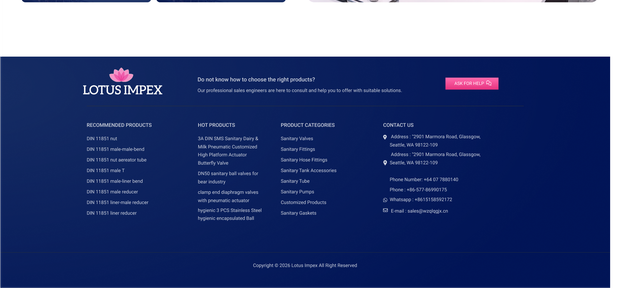 LOTUS IMPEX
Do not know how to choose the right products?
Our professional sales engineers are here to consult and help you to offer with suitable solutions.
ASK FOR HELP
RECOMMENDED PRODUCTS
DIN 11851 nut
DIN 11851 male-male-bend
DIN 11851 nut aereator tube
DIN 11851 male T
DIN 11851 male-liner bend
DIN 11851 male reducer
DIN 11851 liner-male reducer
DIN 11851 liner reducer
HOT PRODUCTS
3A DIN SMS Sanitary Dairy &
Milk Pneumatic Customized
High Platform Actuator
Butterfly Valve
DN50 sanitary ball valves for
bear industry
clamp end diaphragm valves
with pneumatic actuator
hygienic 3 PCS Stainless Steel
hygienic encapsulated Ball
PRODUCT CATEGORIES
Sanitary Valves
Sanitary Fittings
Sanitary Hose Fittings
Sanitary Tank Accessories
Sanitary Tube
Sanitary Pumps
Customized Products
Sanitary Gaskets
CONTACT US
Address : "2901 Marmora Road, Glassgow,
Seattle, WA 98122-109
Address : "2901 Marmora Road, Glassgow,
Seattle, WA 98122-109
Phone Number: +64 07 7880140
Phone : +86-577-86990175
Whatsapp : +8615158592172
E-mail : sales@wzqlqgjx.cn
Copyright © 2026 Lotus Impex All Right Reserved